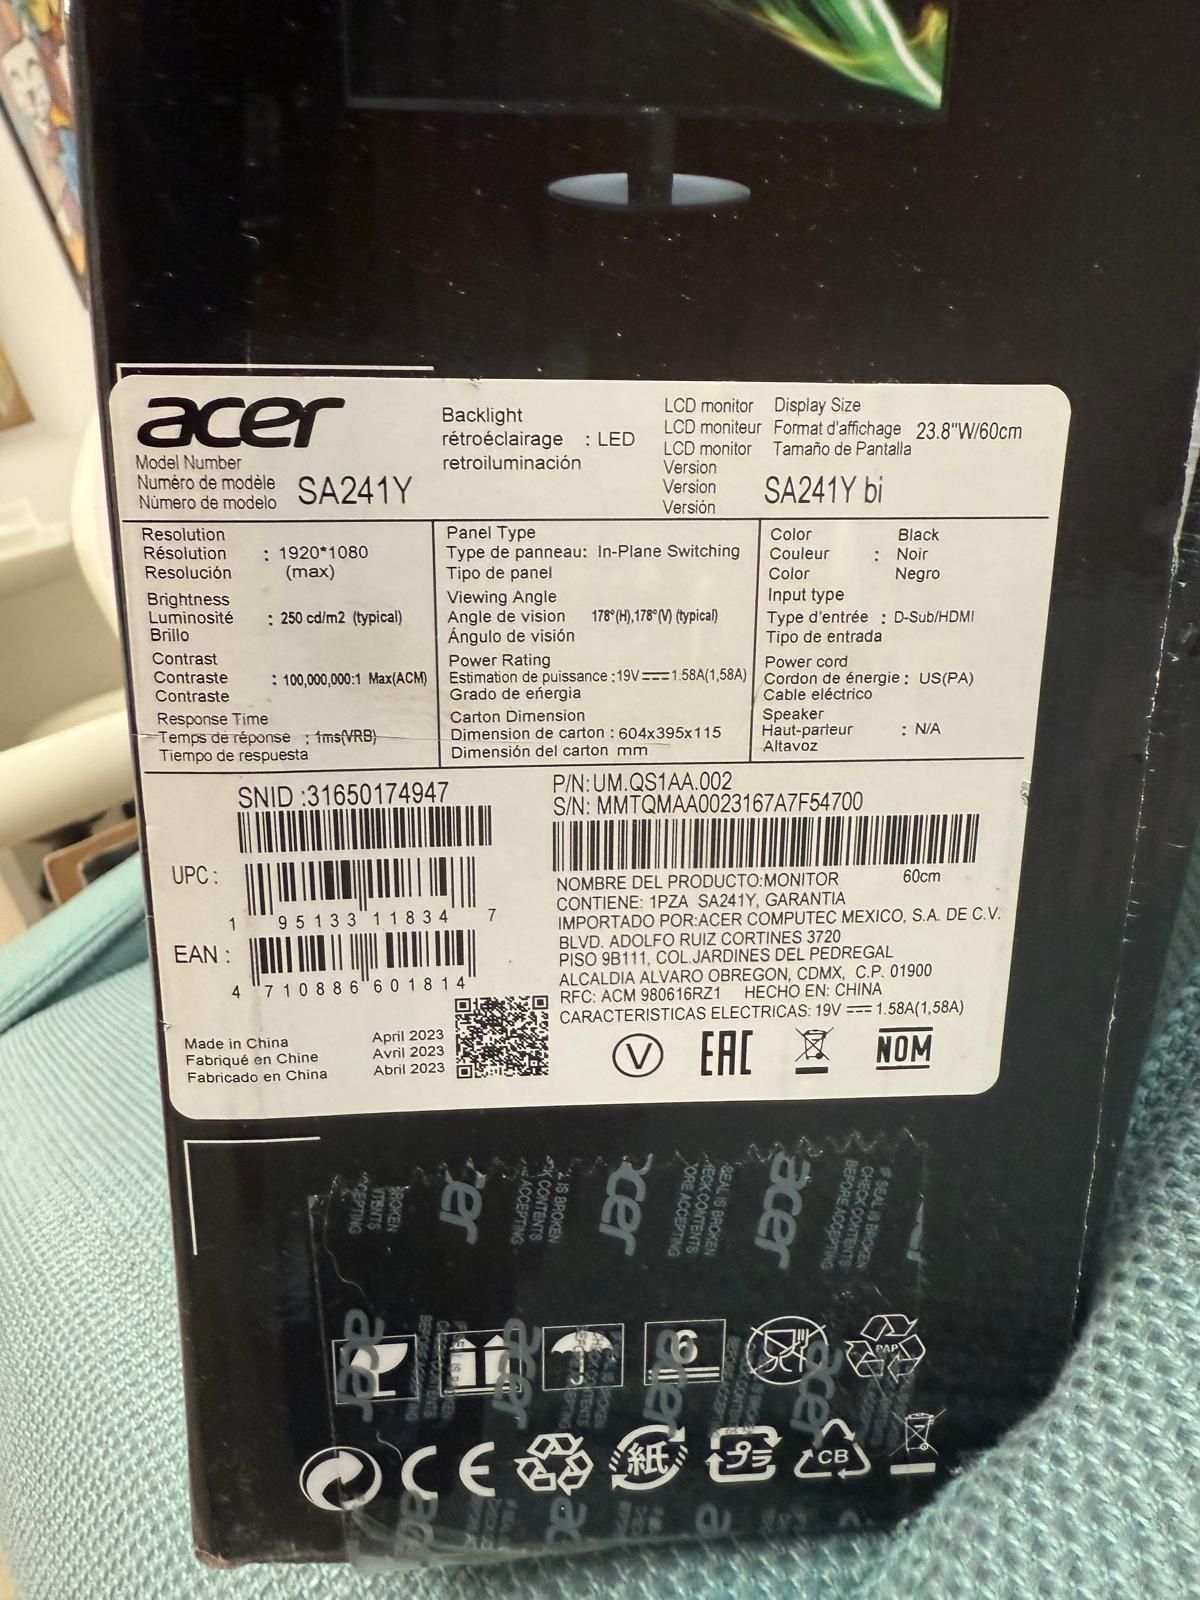 acer
Model Number
Numéro de modèle
Número de modelo
SA241Y
Backlight
rétroéclairage : LED
retroiluminación
LCD monitor
LCD moniteur
LCD monitor
Version
Version
Versión
Display Size
Format d'affichage 23.8"W/60cm
Tamaño de Pantalla
SA241Y bi
Resolution
Résolution : 1920*1080
Resolución (max)
Brightness
Luminosité : 250 cd/m2 (typical)
Brillo
Contrast
Contraste : 100,000,000:1 Max(ACM)
Contraste
Response Time
Temps de réponse : 1ms(VRB)
Tiempo de respuesta
Panel Type
Type de panneau: In-Plane Switching
Tipo de panel
Viewing Angle
Angle de vision 178°(H),178°(V) (typical)
Ángulo de visión
Power Rating
Estimation de puissance :19V⎓1.58A(1,58A)
Grado de energia
Carton Dimension
Dimension de carton : 604x395x115
Dimensión del carton mm
Color Black
Couleur : Noir
Color Negro
Input type
Type d'entrée : D-Sub/HDMI
Tipo de entrada
Power cord
Cordon de énergie : US(PA)
Cable eléctrico
Speaker
Haut-parleur : N/A
Altavoz
SNID :31650174947
UPC :
1 95133 11834 7
EAN :
4 710886 601814
Made in China
Fabriqué en Chine
Fabricado en China
April 2023
Avril 2023
Abril 2023
P/N:UM.QS1AA.002
S/N: MMTQMAA0023167A7F54700
NOMBRE DEL PRODUCTO:MONITOR 60cm
CONTIENE: 1PZA SA241Y, GARANTIA
IMPORTADO POR:ACER COMPUTEC MEXICO, S.A. DE C.V.
BLVD. ADOLFO RUIZ CORTINES 3720
PISO 9B111, COL.JARDINES DEL PEDREGAL
ALCALDIA ALVARO OBREGON, CDMX, C.P. 01900
RFC: ACM 980616RZ1 HECHO EN: CHINA
CARACTERISTICAS ELECTRICAS: 19V ⎓ 1.58A(1,58A)
V EAC NOM
acer
IF SEAL IS BROKEN
CHECK CONTENTS
BEFORE ACCEPTING
6
PAP
CE
紙
CB